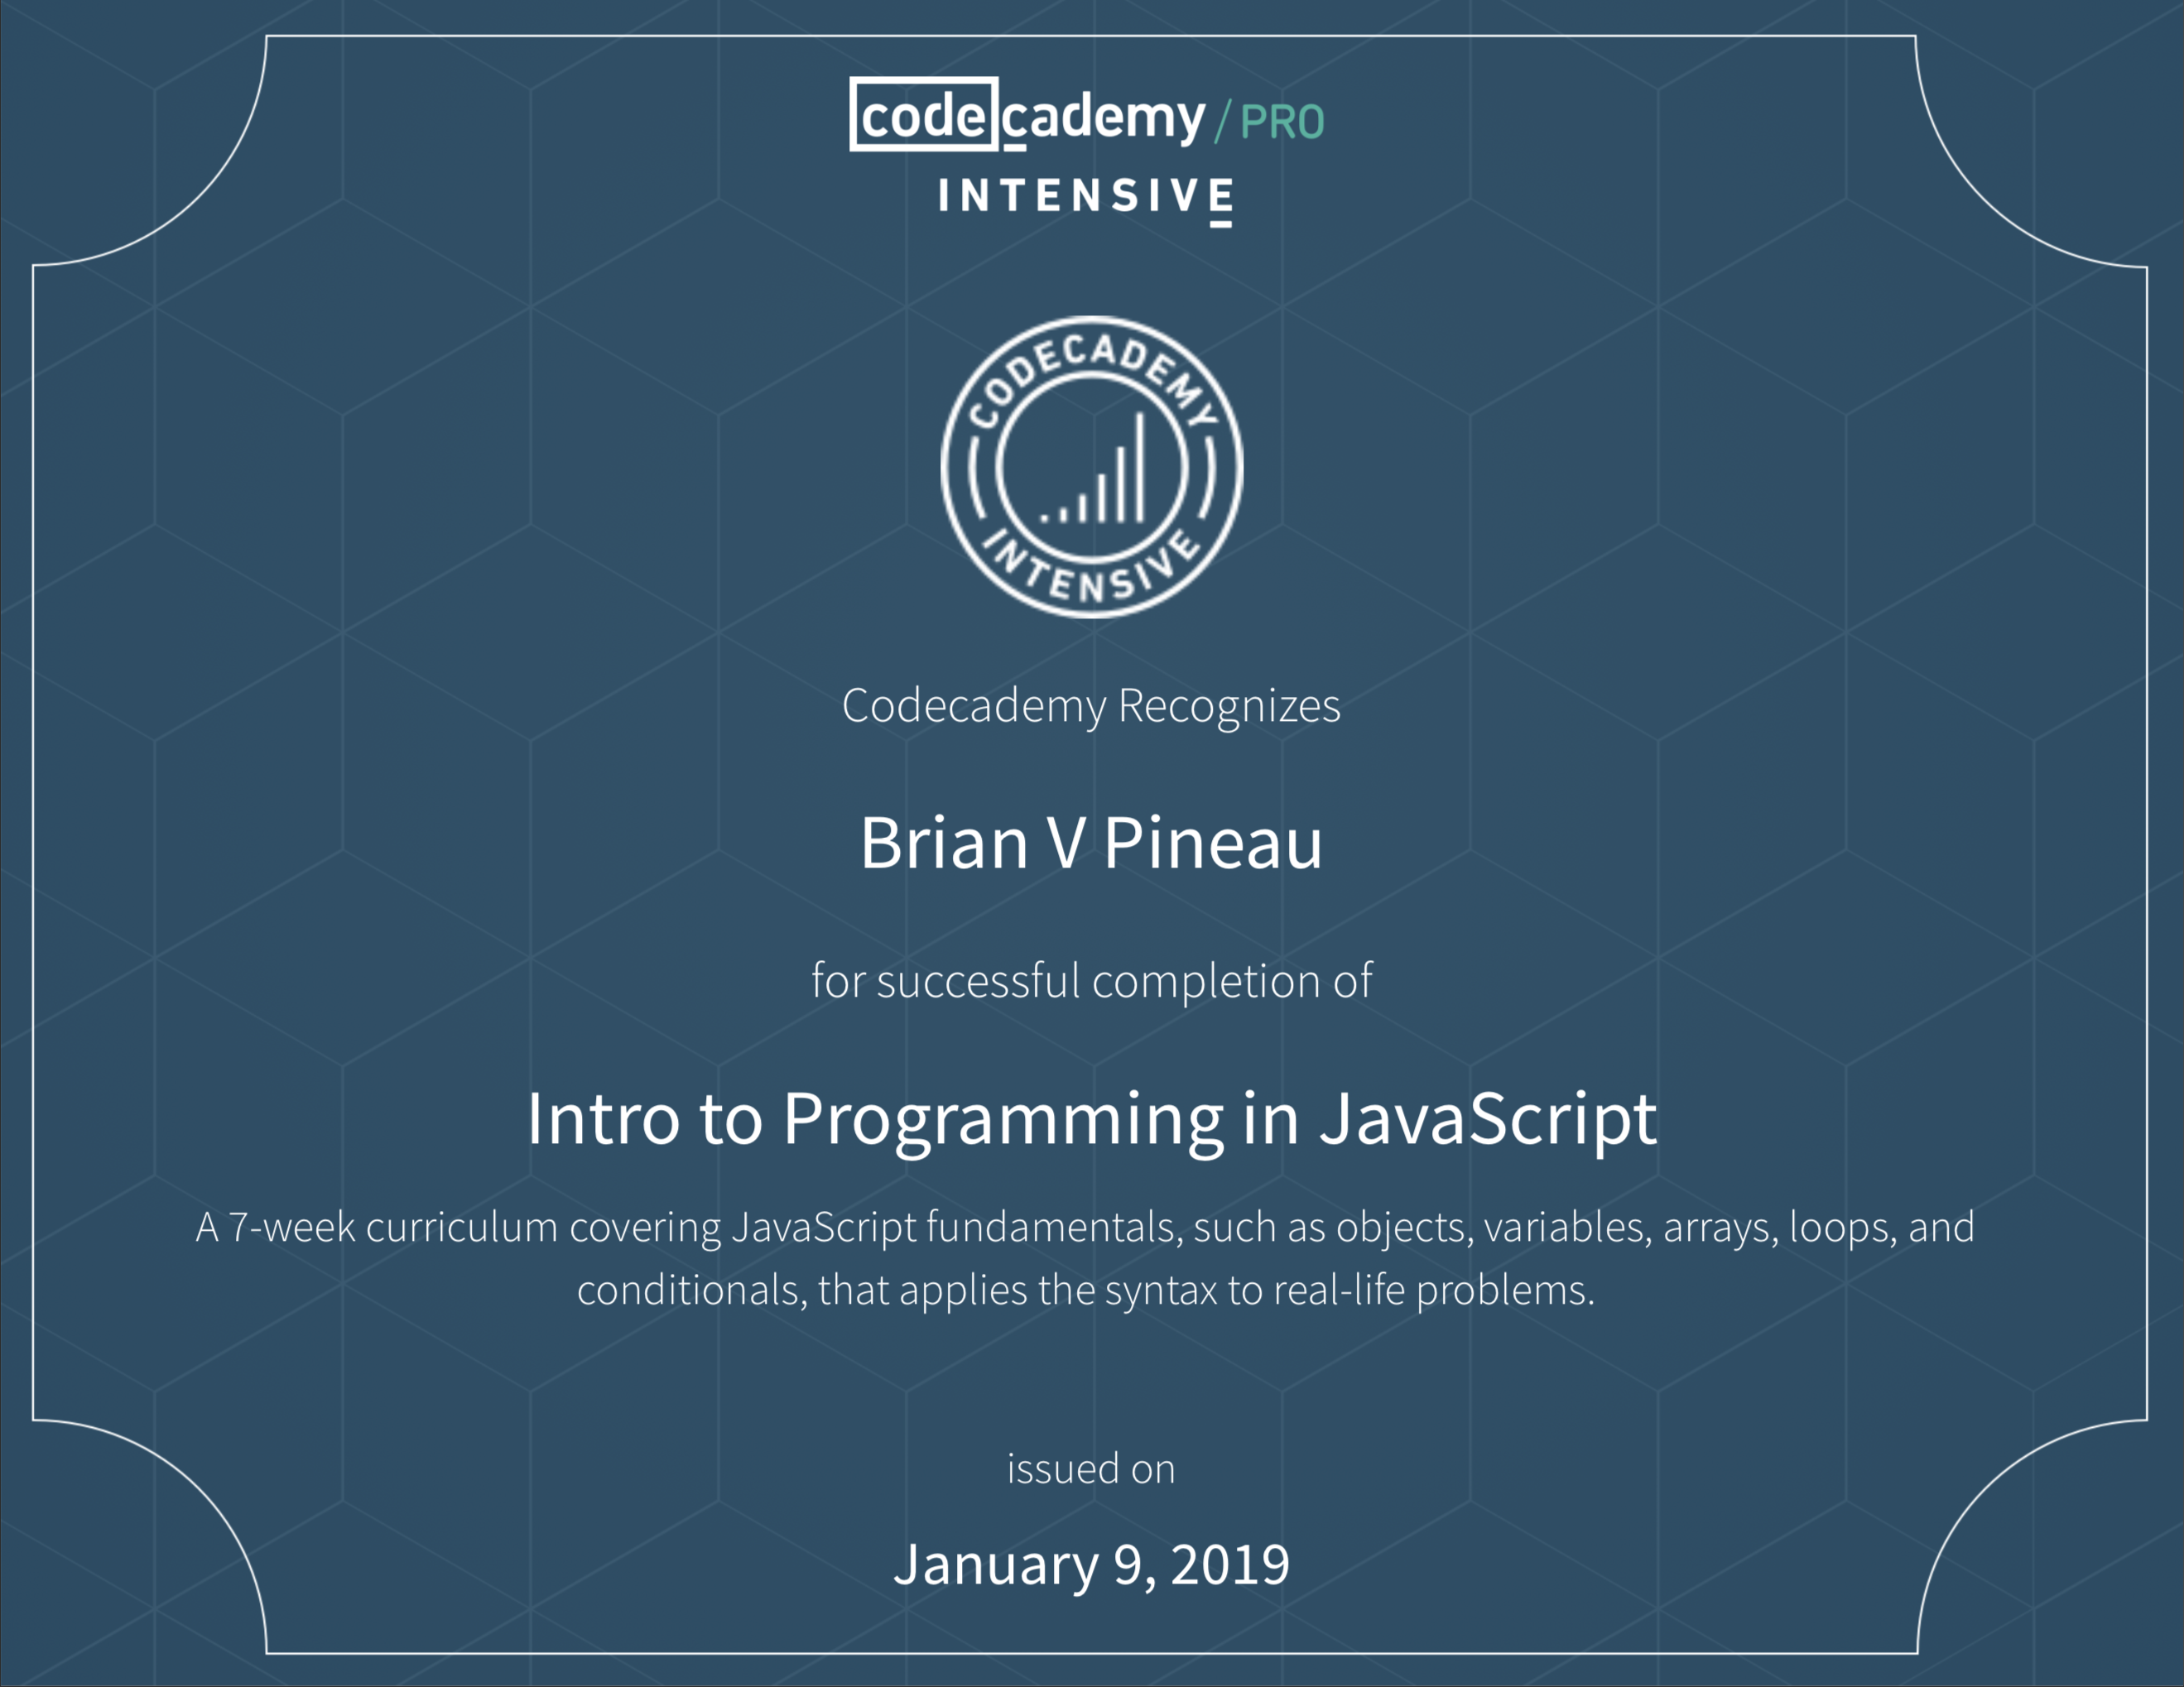 codecademy / PRO
INTENSIVE
CODECADEMY
INTENSIVE
Codecademy Recognizes
Brian V Pineau
for successful completion of
Intro to Programming in JavaScript
A 7-week curriculum covering JavaScript fundamentals, such as objects, variables, arrays, loops, and
conditionals, that applies the syntax to real-life problems.
issued on
January 9, 2019